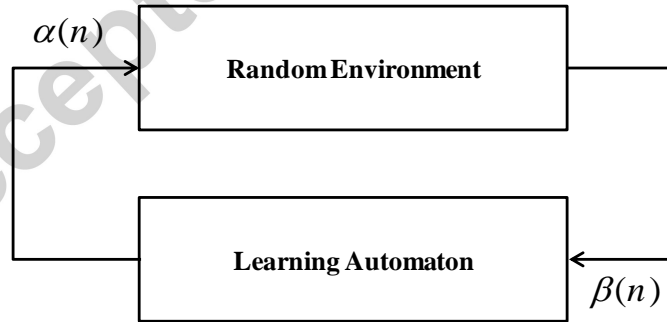 α(n)
Random Environment
Learning Automaton
β(n)